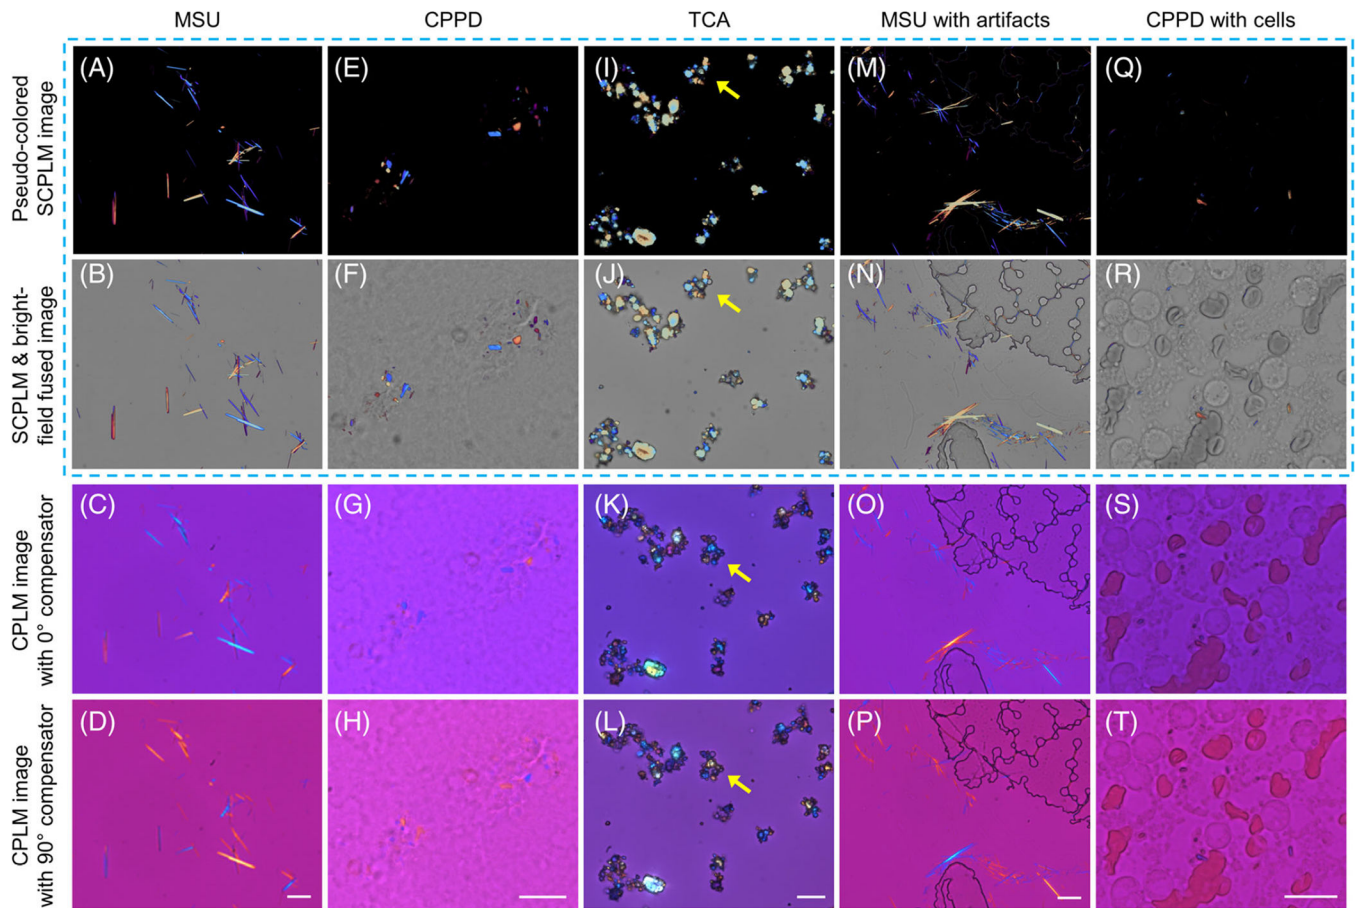 MSU CPPD TCA MSU with artifacts CPPD with cells
Pseudo-colored
SCPLM image
(A) (E) (I) (M) (Q)
SCPLM & bright-
field fused image
(B) (F) (J) (N) (R)
CPLM image
with 0° compensator
(C) (G) (K) (O) (S)
CPLM image
with 90° compensator
(D) (H) (L) (P) (T)